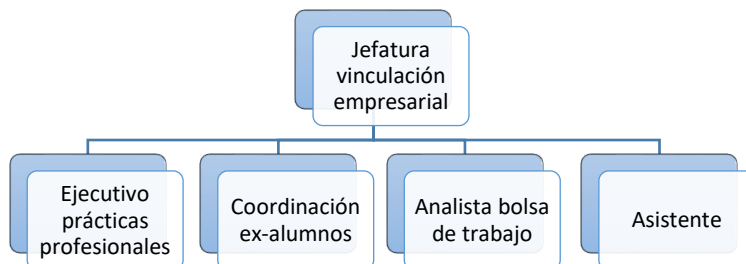 Jefatura
vinculación
empresarial
Ejecutivo
prácticas
profesionales
Coordinación
ex-alumnos
Analista bolsa
de trabajo
Asistente